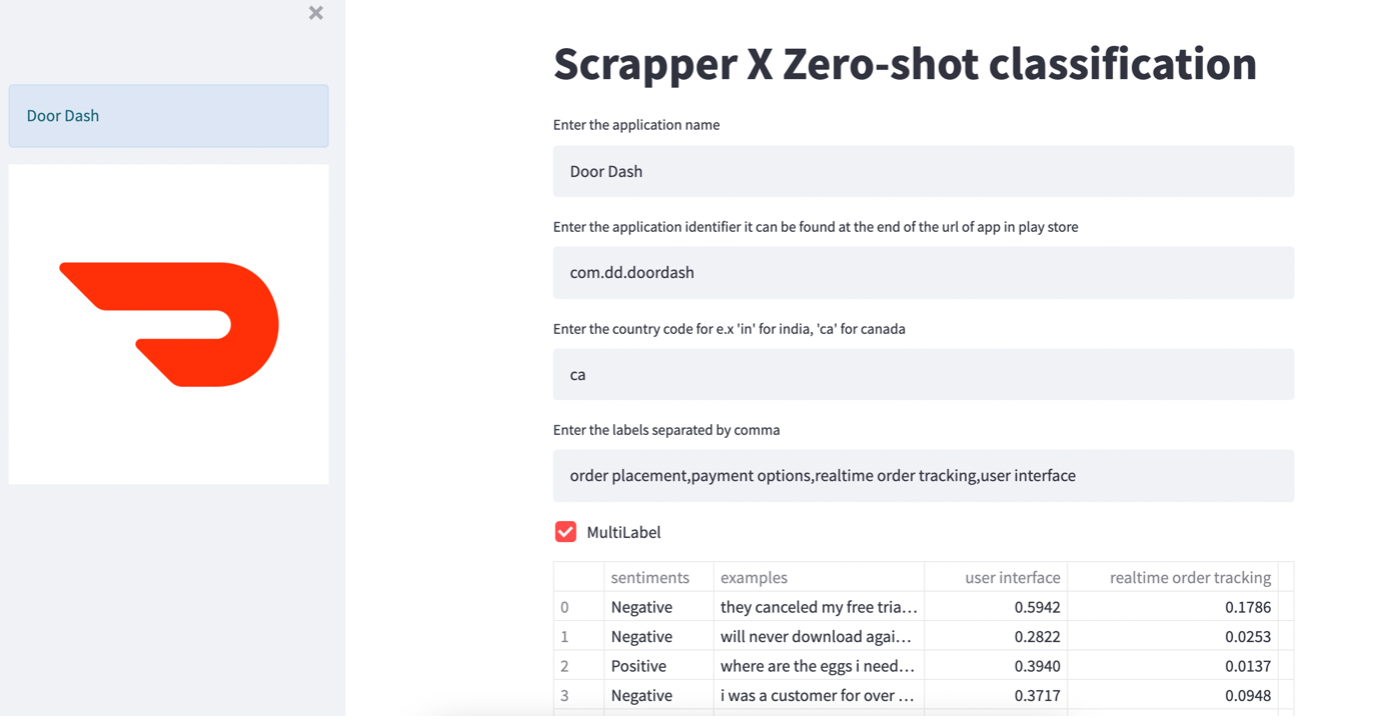 Door Dash
Scrapper X Zero-shot classification
Enter the application name
Door Dash
Enter the application identifier it can be found at the end of the url of app in play store
com.dd.doordash
Enter the country code for e.x 'in' for india, 'ca' for canada
ca
Enter the labels separated by comma
order placement,payment options,realtime order tracking,user interface
MultiLabel
sentiments examples user interface realtime order tracking
0 Negative they canceled my free tria… 0.5942 0.1786
1 Negative will never download agai… 0.2822 0.0253
2 Positive where are the eggs i need… 0.3940 0.0137
3 Negative i was a customer for over … 0.3717 0.0948